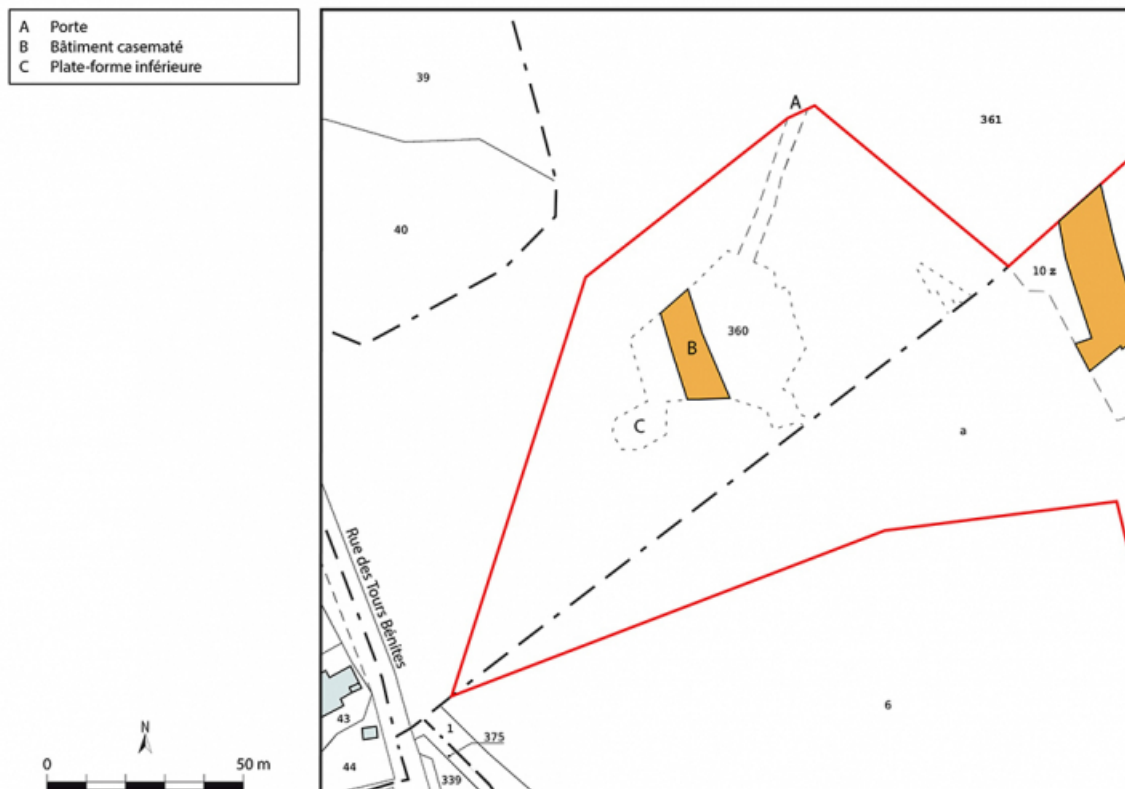 A Porte
B Bâtiment casematé
C Plate-forme inférieure
39
A
361
40
10 z
360
B
C
a
Rue des Tours Bénites
6
43
1
375
44
339
N
0 50 m